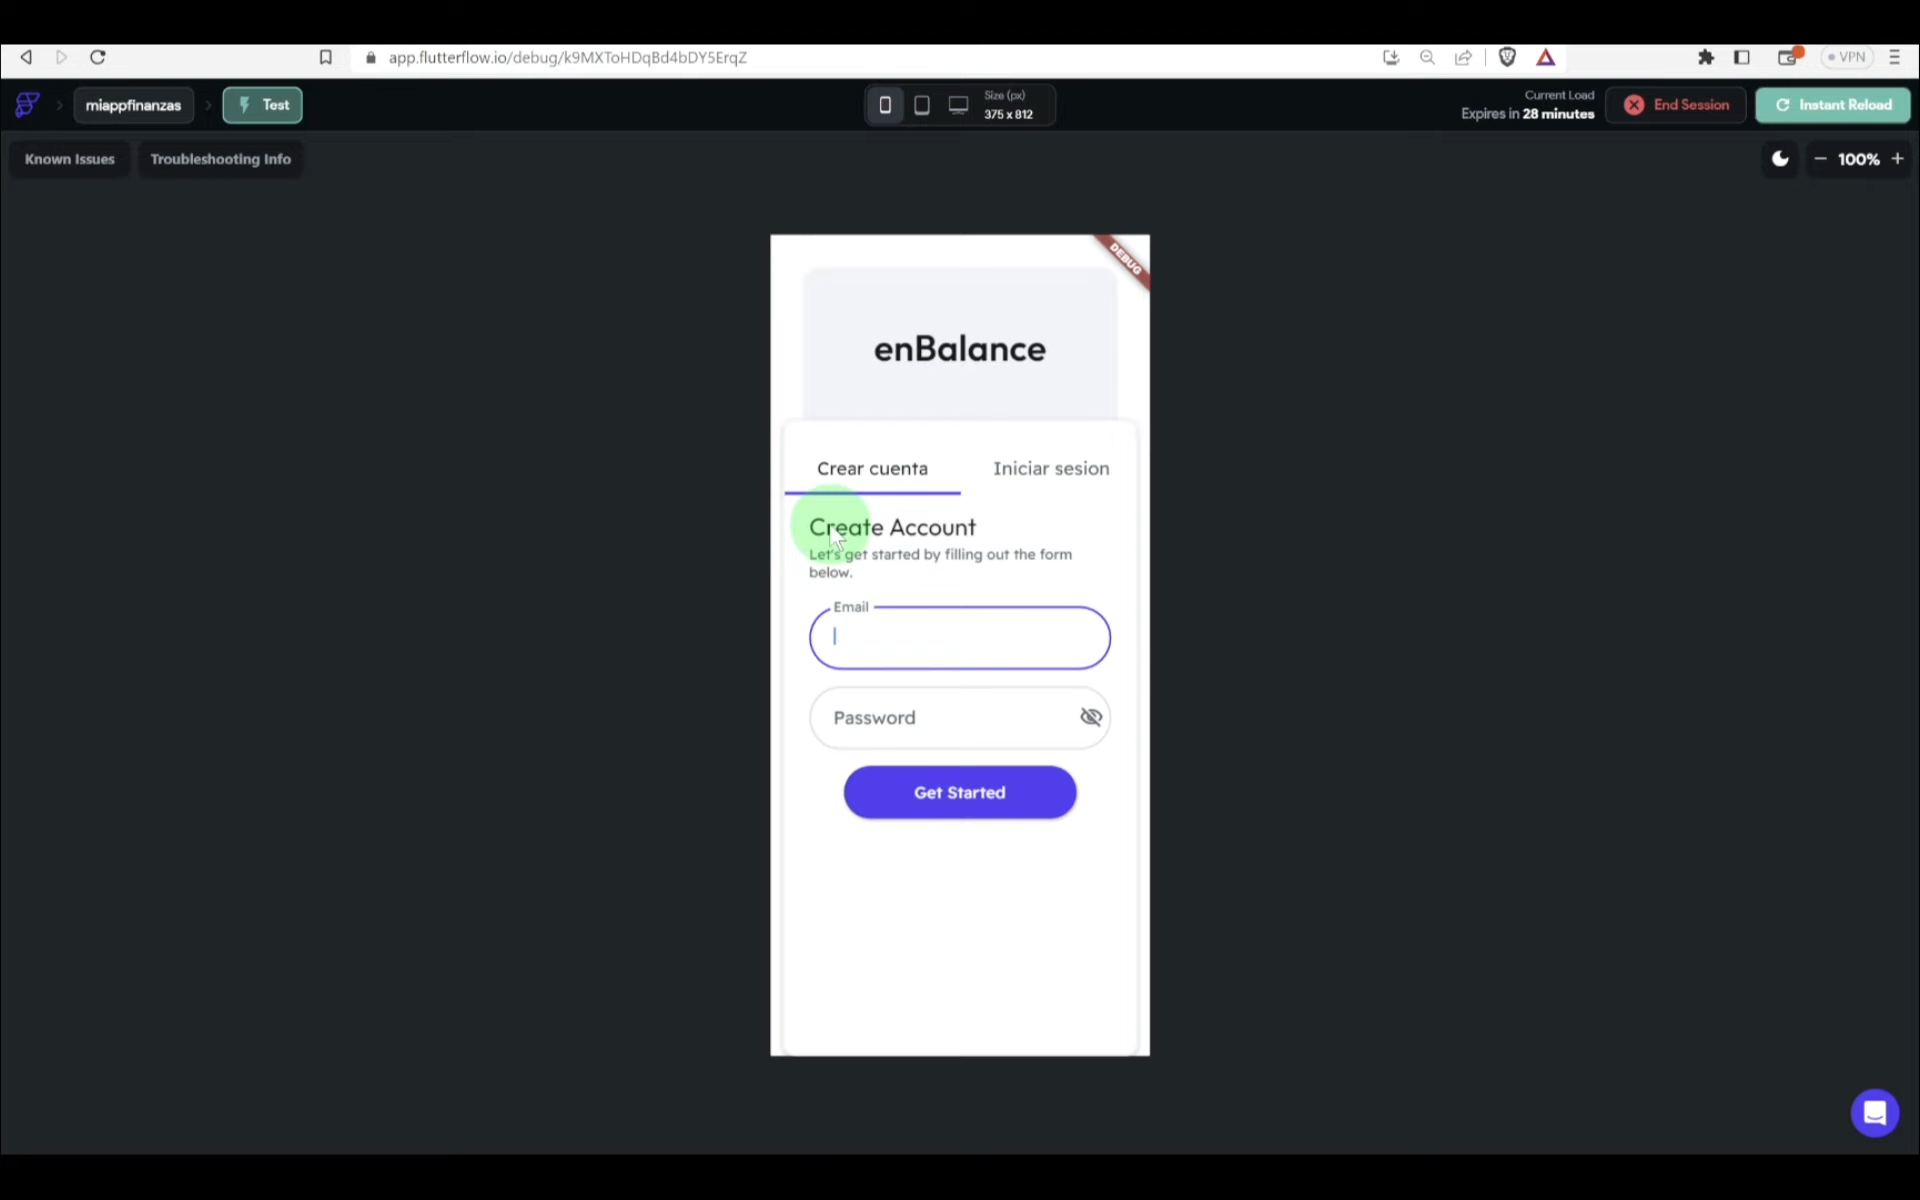 app.flutterflow.io/debug/k9MXToHDqBd4bDY5ErqZ
VPN
miappfinanzas
Test
Size (px)
375 x 812
Current Load
Expires in 28 minutes
End Session
Instant Reload
Known Issues
Troubleshooting Info
100%
DEBUG
enBalance
Crear cuenta
Iniciar sesion
Create Account
Let's get started by filling out the form
below.
Email
Password
Get Started